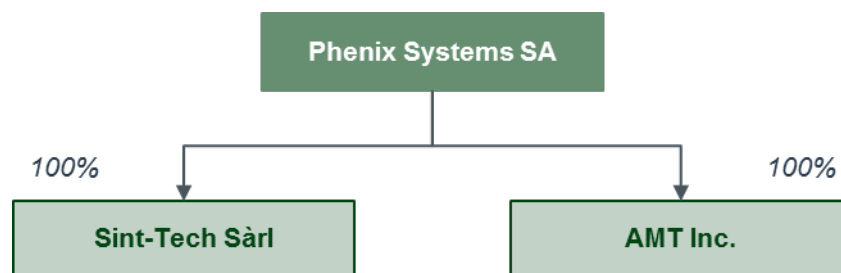 Phenix Systems SA
100%
100%
Sint-Tech Sàrl
AMT Inc.